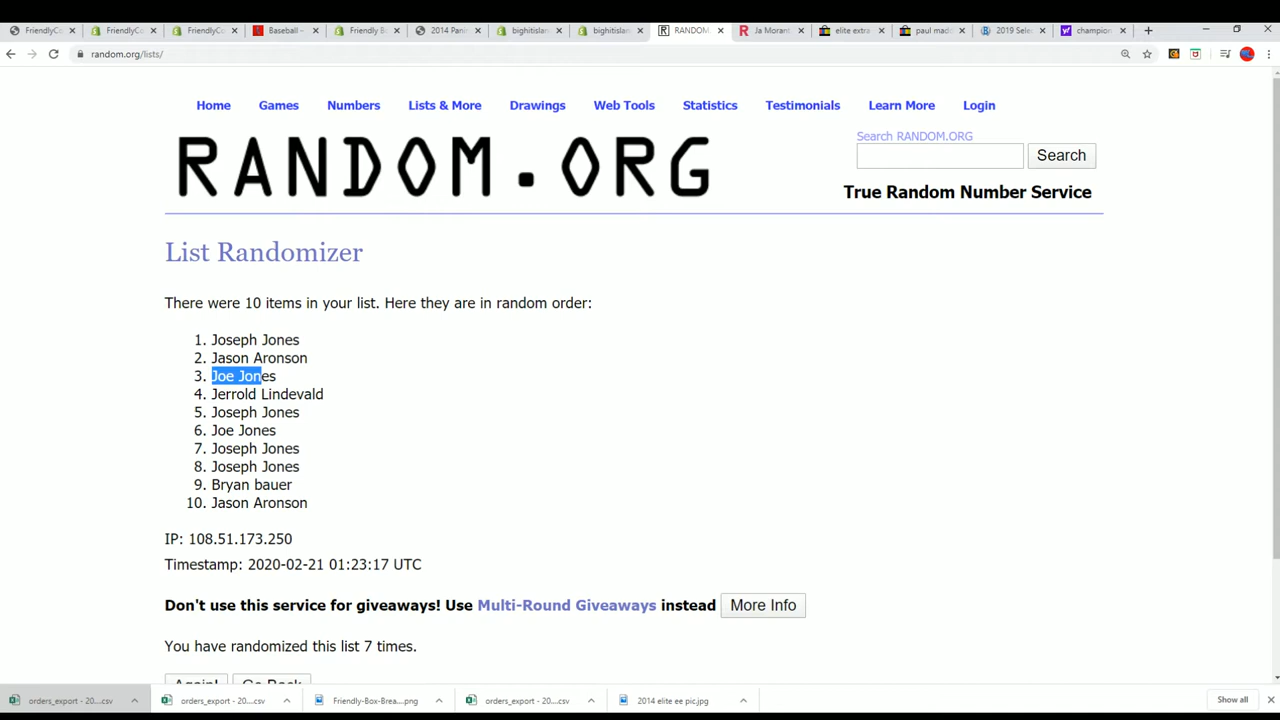 FriendlyCo
FriendlyCo
FriendlyCo
Baseball –
Friendly Bo
2014 Pani
bighitislan
bighitislan
RANDOM
Ja Morant
elite extra
paul mad
2019 Sele
champion
random.org/lists/
Home Games Numbers Lists & More Drawings Web Tools Statistics Testimonials Learn More Login
RANDOM.ORG
Search RANDOM.ORG
Search
True Random Number Service
List Randomizer
There were 10 items in your list. Here they are in random order:
1. Joseph Jones
2. Jason Aronson
3. Joe Jones
4. Jerrold Lindevald
5. Joseph Jones
6. Joe Jones
7. Joseph Jones
8. Joseph Jones
9. Bryan bauer
10. Jason Aronson
IP: 108.51.173.250
Timestamp: 2020-02-21 01:23:17 UTC
Don't use this service for giveaways! Use Multi-Round Giveaways instead More Info
You have randomized this list 7 times.
Again! Go Back
orders_export - 20....csv
orders_export - 20....csv
Friendly-Box-Brea....png
orders_export - 20....csv
2014 elite ee pic.jpg
Show all